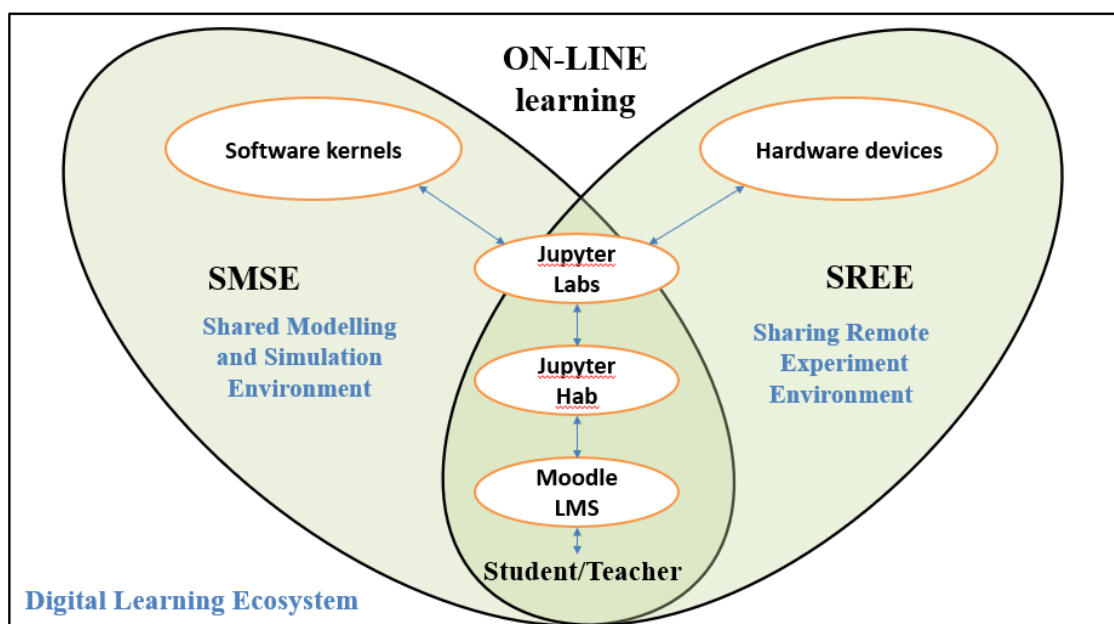 ON-LINE
learning
Software kernels
Hardware devices
Jupyter
Labs
SMSE
SREE
Shared Modelling
and Simulation
Environment
Sharing Remote
Experiment
Environment
Jupyter
Hab
Moodle
LMS
Student/Teacher
Digital Learning Ecosystem